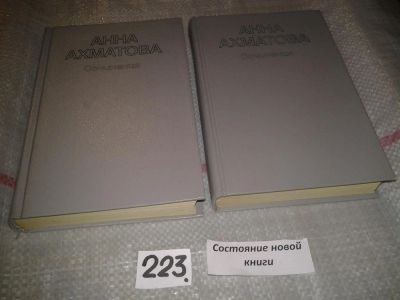 АННА
АХМАТОВА
Сочинения
АННА
АХМАТОВА
Сочинения
223.
Состояние новой
книги